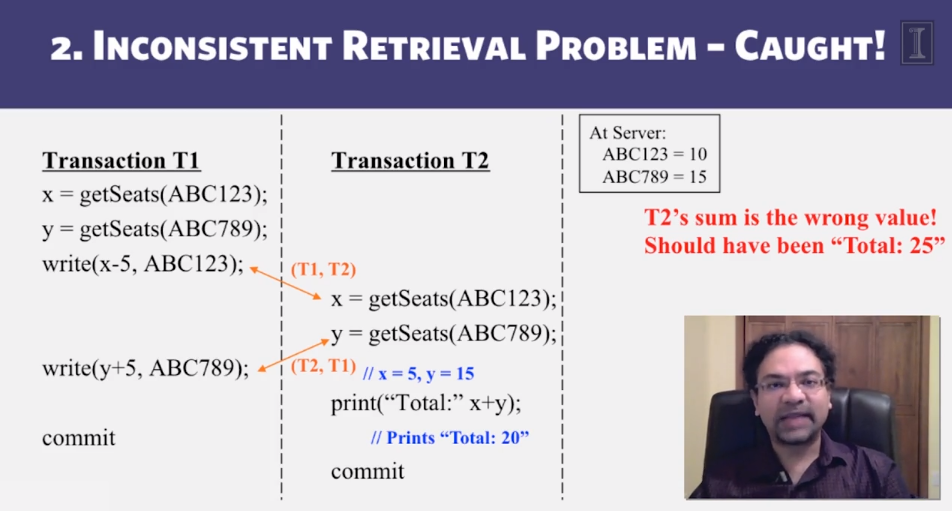 2. INCONSISTENT RETRIEVAL PROBLEM – CAUGHT!
I
Transaction T1
x = getSeats(ABC123);
y = getSeats(ABC789);
write(x-5, ABC123);
write(y+5, ABC789);
commit
(T1, T2)
(T2, T1)
Transaction T2
x = getSeats(ABC123);
y = getSeats(ABC789);
// x = 5, y = 15
print(“Total:” x+y);
// Prints “Total: 20”
commit
At Server:
ABC123 = 10
ABC789 = 15
T2’s sum is the wrong value!
Should have been “Total: 25”